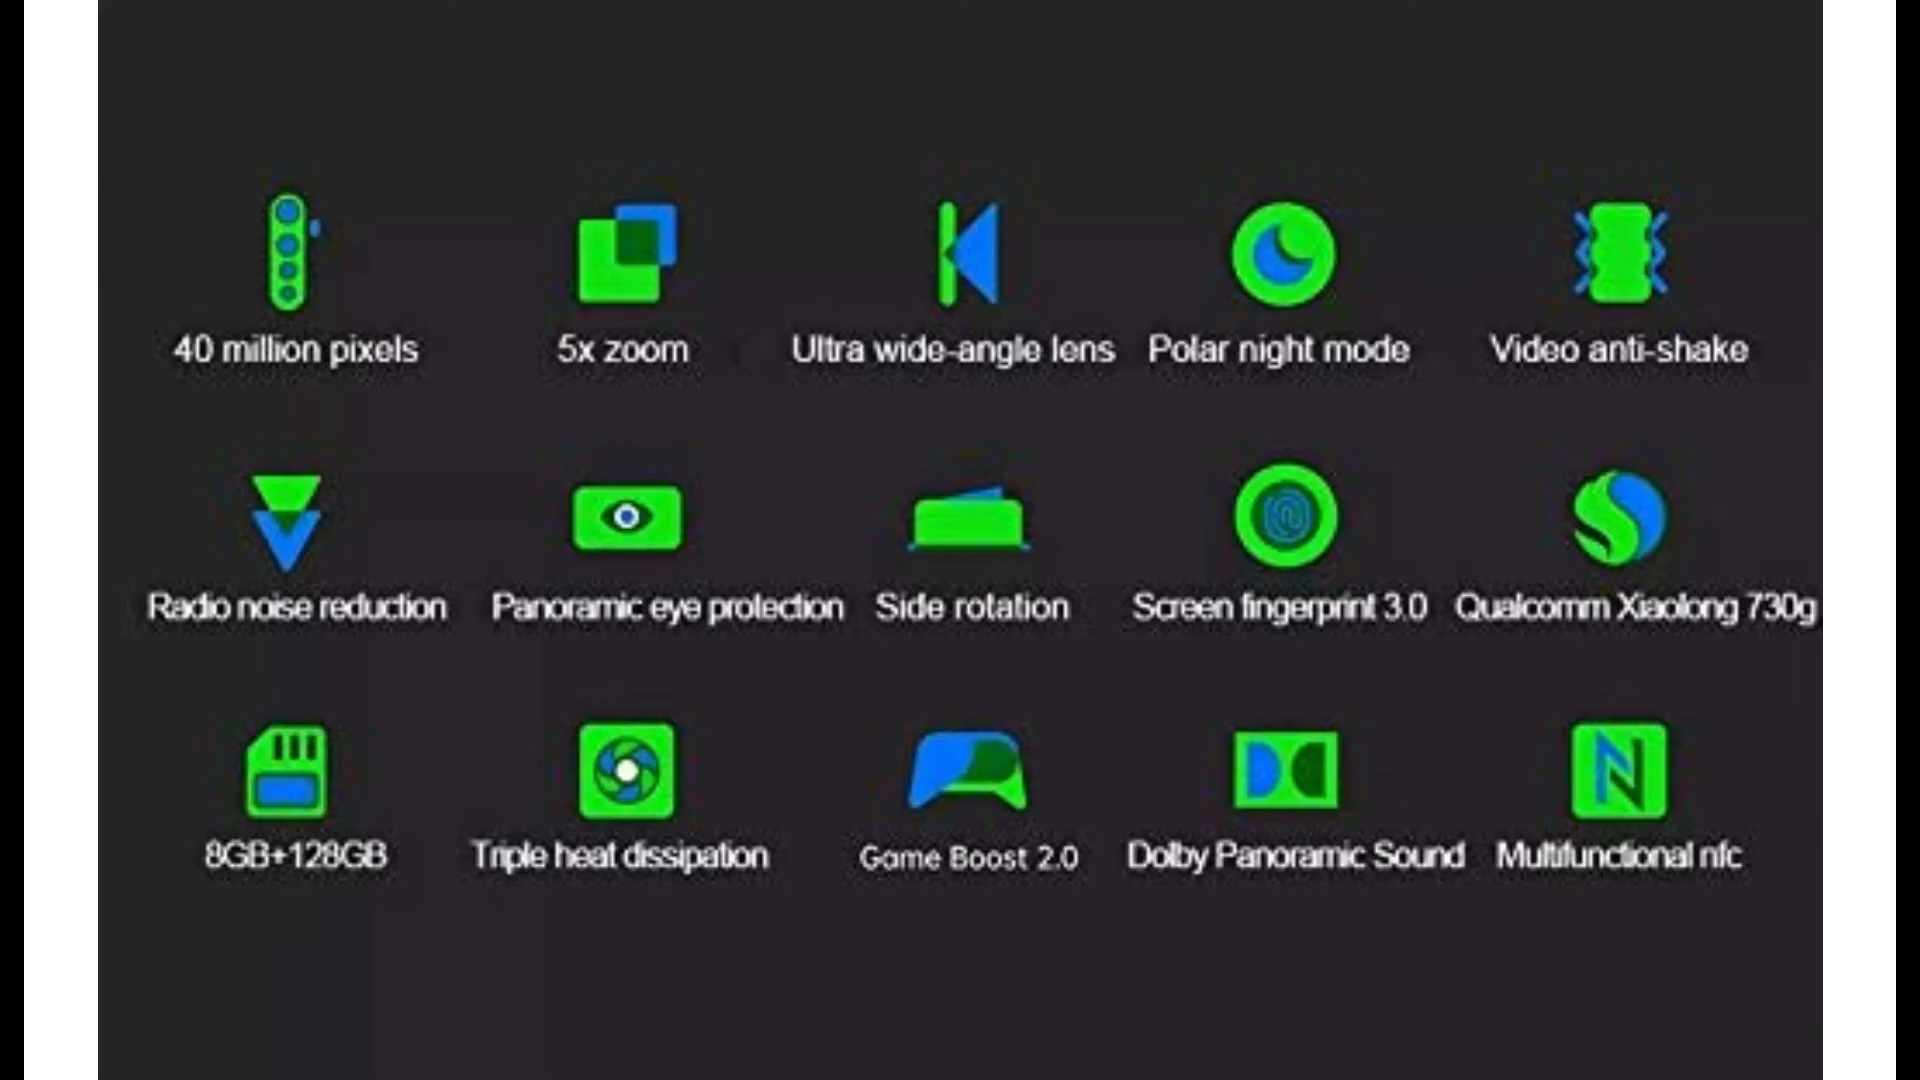 40 million pixels
5x zoom
Ultra wide-angle lens
Polar night mode
Video anti-shake
Radio noise reduction
Panoramic eye protection
Side rotation
Screen fingerprint 3.0
Qualcomm Xiaolong 730g
8GB+128GB
Triple heat dissipation
Game Boost 2.0
Dolby Panoramic Sound
Multifunctional nfc